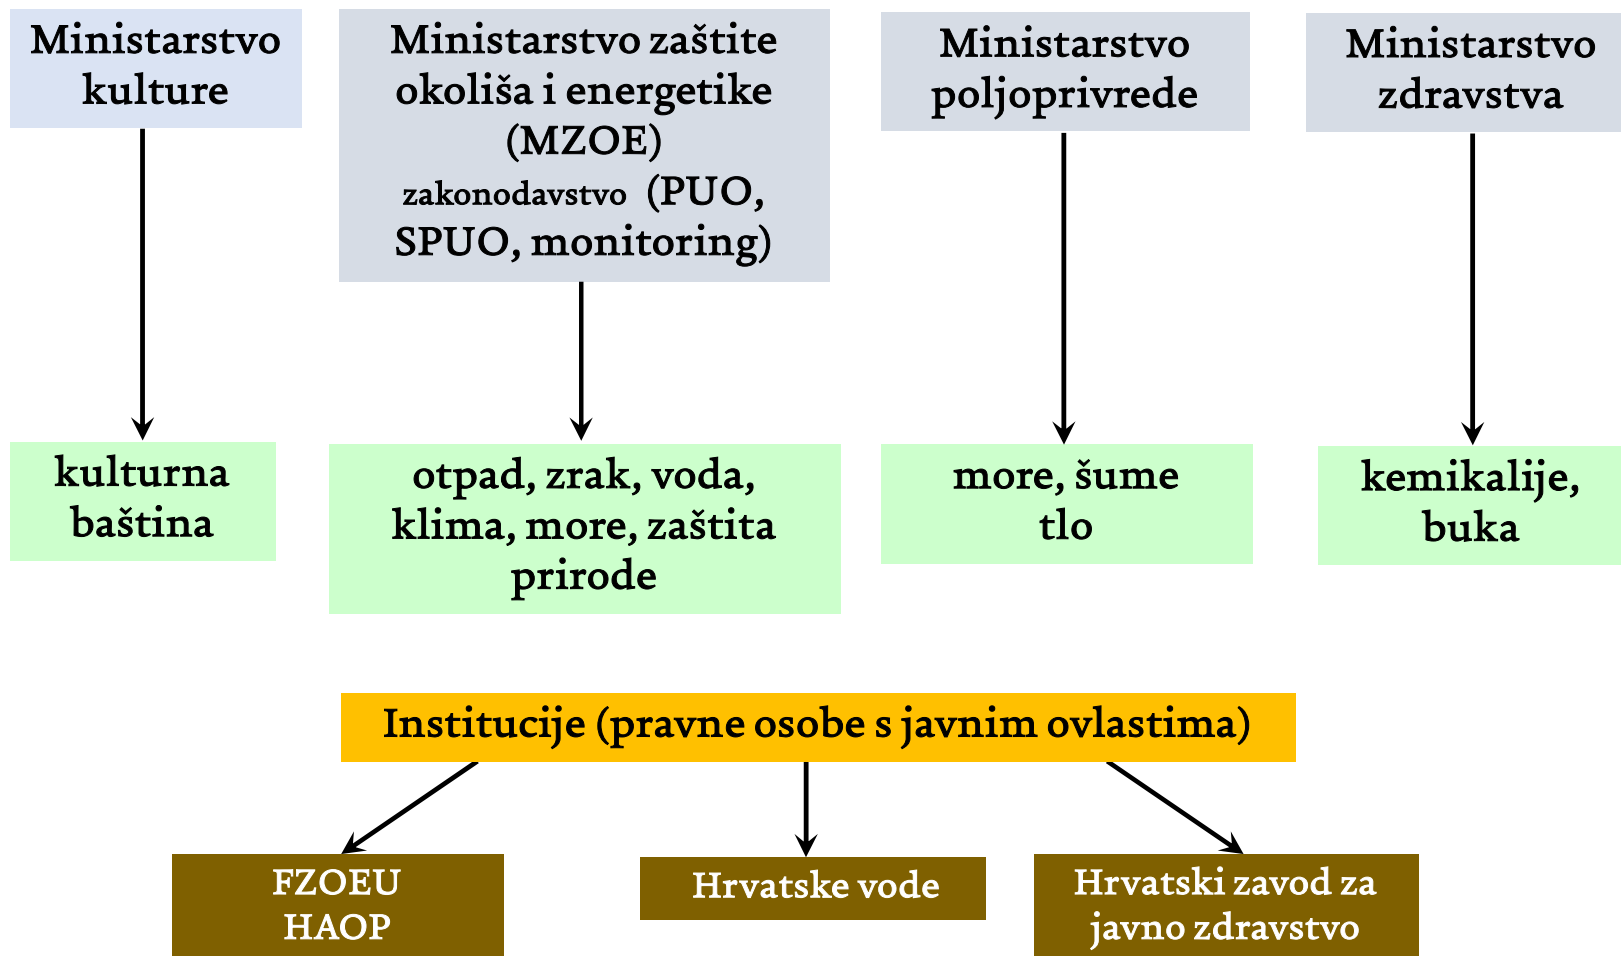 Ministarstvo
kulture
Ministarstvo zaštite
okoliša i energetike
(MZOE)
zakonodavstvo (PUO,
SPUO, monitoring)
Ministarstvo
poljoprivrede
Ministarstvo
zdravstva
kulturna
baština
otpad, zrak, voda,
klima, more, zaštita
prirode
more, šume
tlo
kemikalije,
buka
Institucije (pravne osobe s javnim ovlastima)
FZOEU
HAOP
Hrvatske vode
Hrvatski zavod za
javno zdravstvo